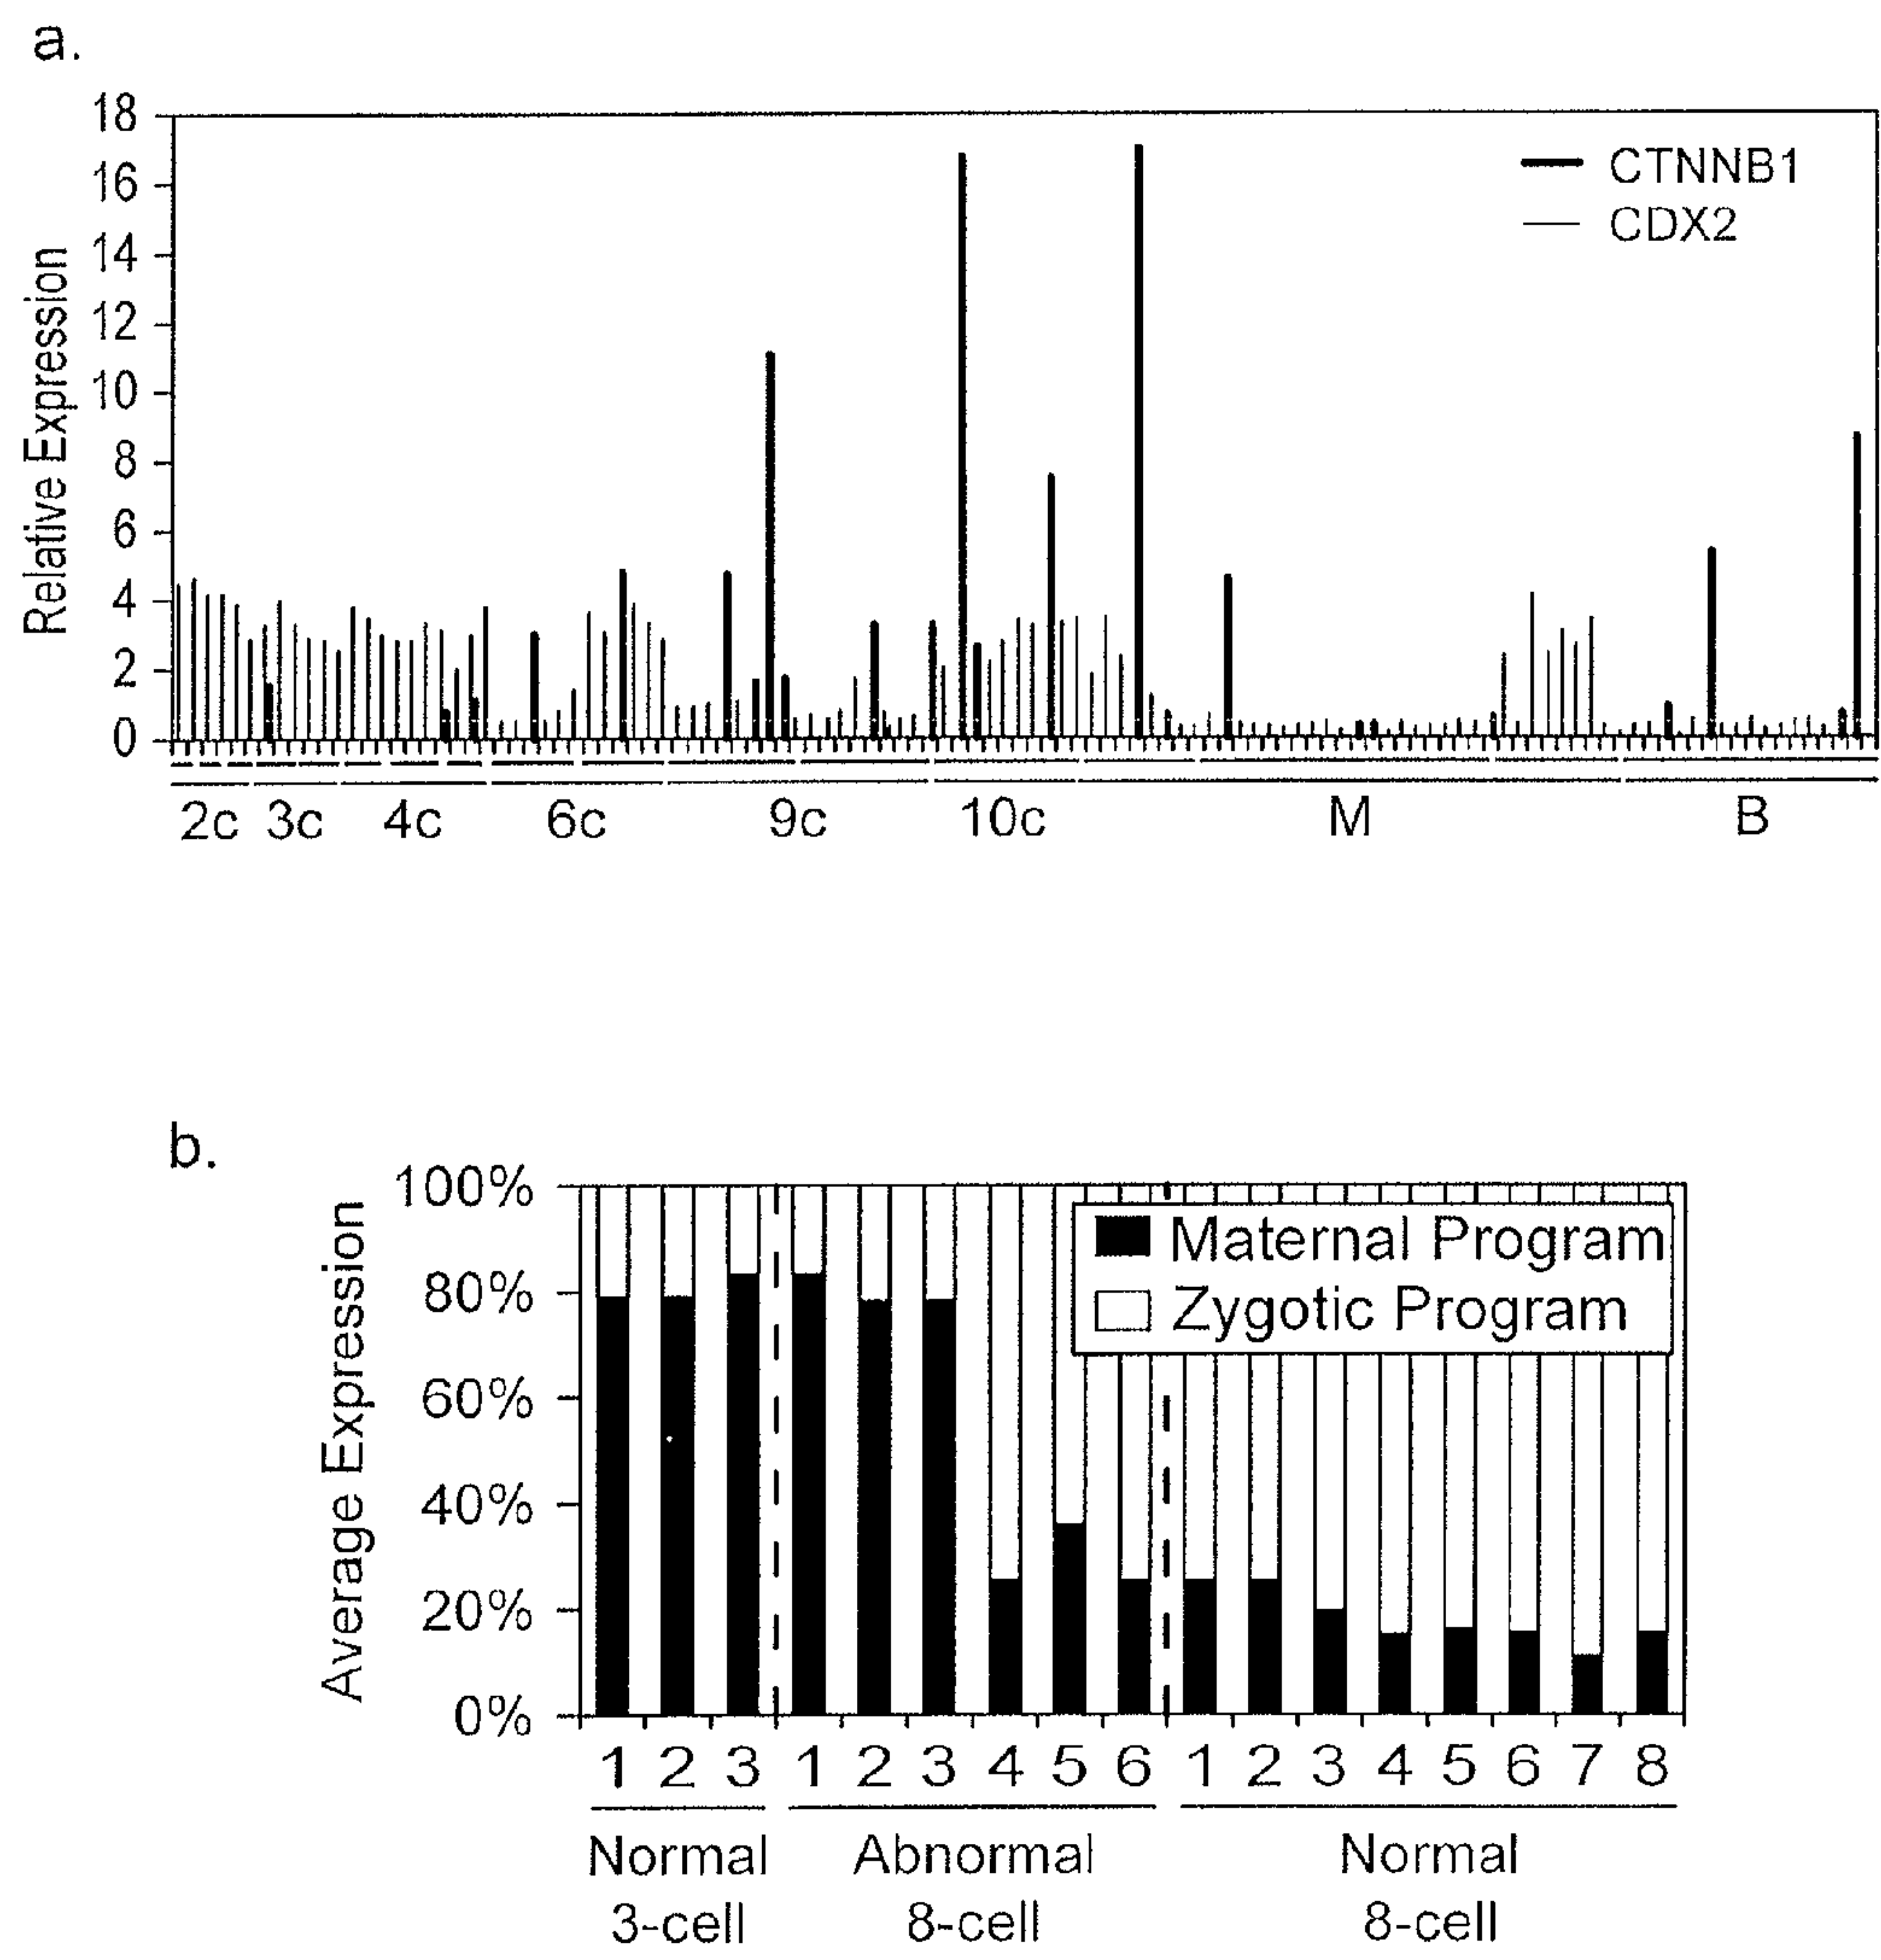 a.
18
16
14
12
10
8
6
4
2
0
Relative Expression
CTNNB1
CDX2
2c 3c 4c 6c 9c 10c M B
b.
100%
80%
60%
40%
20%
0%
Average Expression
Maternal Program
Zygotic Program
1 2 3 1 2 3 4 5 6 1 2 3 4 5 6 7 8
Normal Abnormal Normal
3-cell 8-cell 8-cell